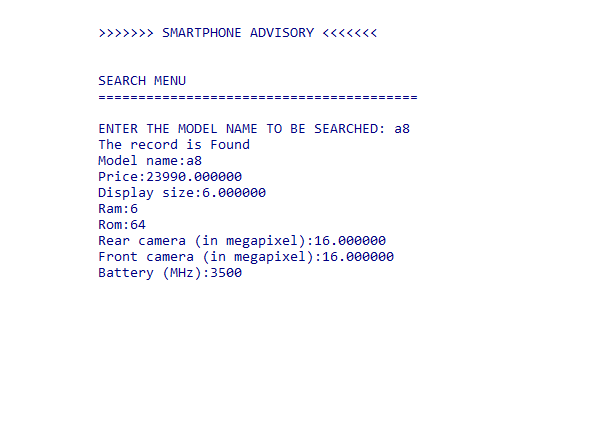 >>>>>>> SMARTPHONE ADVISORY <<<<<<<
SEARCH MENU
========================================
ENTER THE MODEL NAME TO BE SEARCHED: a8
The record is Found
Model name:a8
Price:23990.000000
Display size:6.000000
Ram:6
Rom:64
Rear camera (in megapixel):16.000000
Front camera (in megapixel):16.000000
Battery (MHz):3500